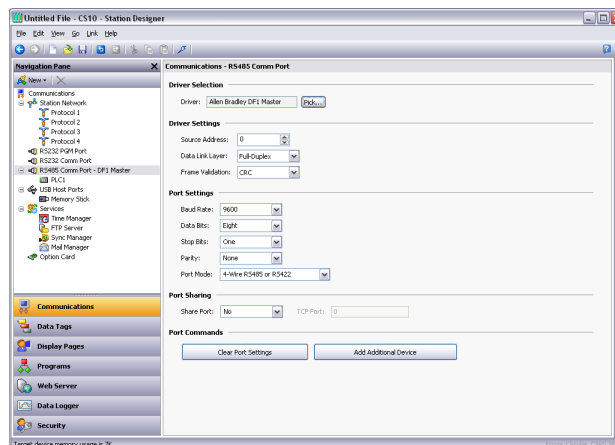 Untitled File - CS10 - Station Designer
File Edit View Go Link Help
Navigation Pane
New
Communications
Station Network
Protocol 1
Protocol 2
Protocol 3
Protocol 4
RS232 PGM Port
RS232 Comm Port
RS485 Comm Port - DF1 Master
PLC1
USB Host Ports
Memory Stick
Services
Time Manager
FTP Server
Sync Manager
Mail Manager
Option Card
Communications
Data Tags
Display Pages
Programs
Web Server
Data Logger
Security
Communications - RS485 Comm Port
Driver Selection
Driver: Allen Bradley DF1 Master Pick...
Driver Settings
Source Address: 0
Data Link Layer: Full-Duplex
Frame Validation: CRC
Port Settings
Baud Rate: 9600
Data Bits: Eight
Stop Bits: One
Parity: None
Port Mode: 4-Wire RS485 or RS422
Port Sharing
Share Port: No TCP Port: 0
Port Commands
Clear Port Settings Add Additional Device
Target device memory usage is 7K